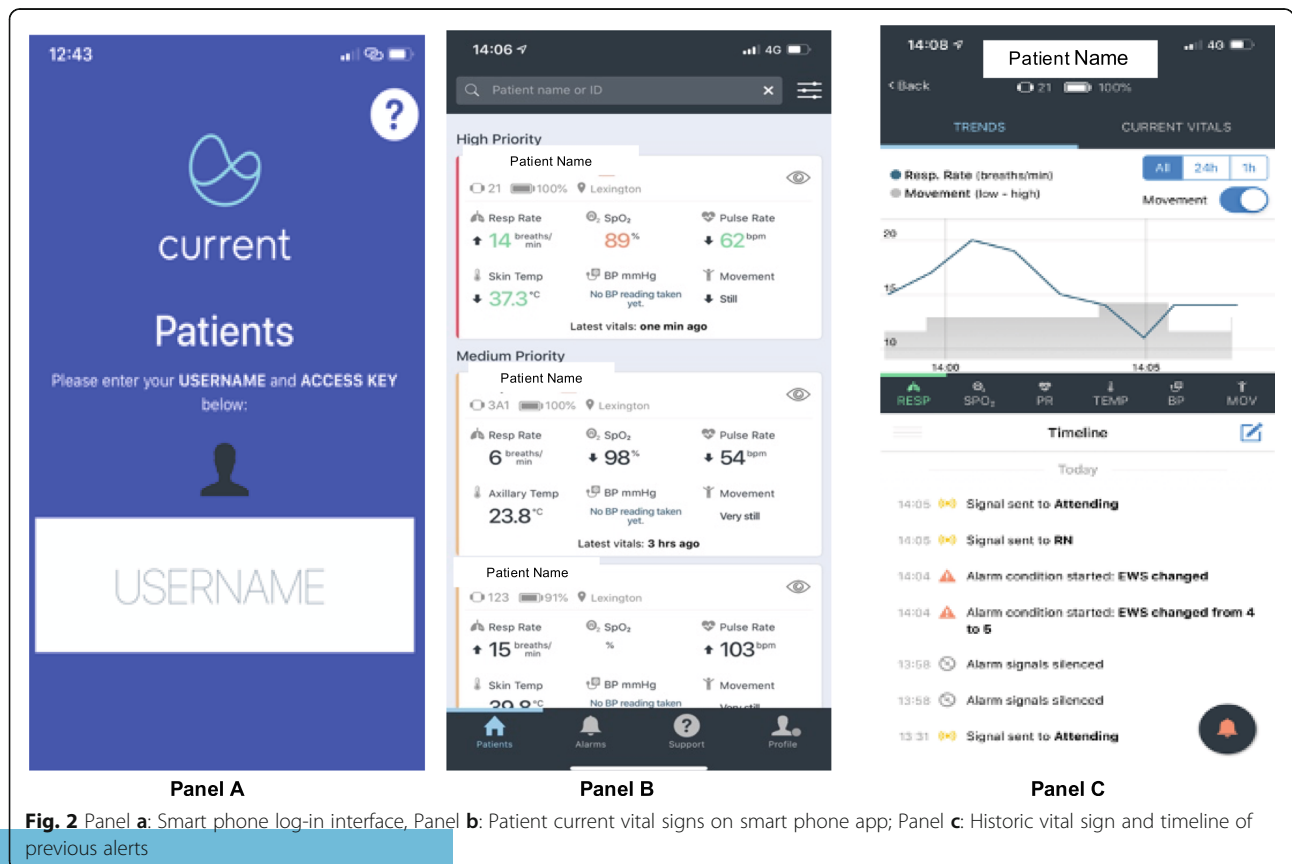 12:43
?
current
Patients
Please enter your USERNAME and ACCESS KEY
below:
USERNAME
Panel A
14:06
4G
Patient name or ID
High Priority
Patient Name
21 100% Lexington
Resp Rate SpO₂ Pulse Rate
14 breaths/min 89% 62 bpm
Skin Temp BP mmHg Movement
37.3 °C No BP reading taken yet. Still
Latest vitals: one min ago
Medium Priority
Patient Name
3A1 100% Lexington
Resp Rate SpO₂ Pulse Rate
6 breaths/min 98% 54 bpm
Axillary Temp BP mmHg Movement
23.8 °C No BP reading taken yet. Very still
Latest vitals: 3 hrs ago
Patient Name
123 91% Lexington
Resp Rate SpO₂ Pulse Rate
15 breaths/min % 103 bpm
Skin Temp BP mmHg Movement
°C No BP reading taken
Patients Alarms Support Profile
Panel B
14:08 4G
Patient Name
< Back 21 100%
TRENDS CURRENT VITALS
Resp. Rate (breaths/min) All 24h 1h
Movement (low - high) Movement
20
15
10
14:00 14:05
RESP SPO₂ PR TEMP BP MOV
Timeline
Today
14:05 Signal sent to Attending
14:05 Signal sent to RN
14:04 Alarm condition started: EWS changed
14:04 Alarm condition started: EWS changed from 4
to 5
13:58 Alarm signals silenced
13:58 Alarm signals silenced
13:31 Signal sent to Attending
Panel C
Fig. 2 Panel a: Smart phone log-in interface, Panel b: Patient current vital signs on smart phone app; Panel c: Historic vital sign and timeline of
previous alerts